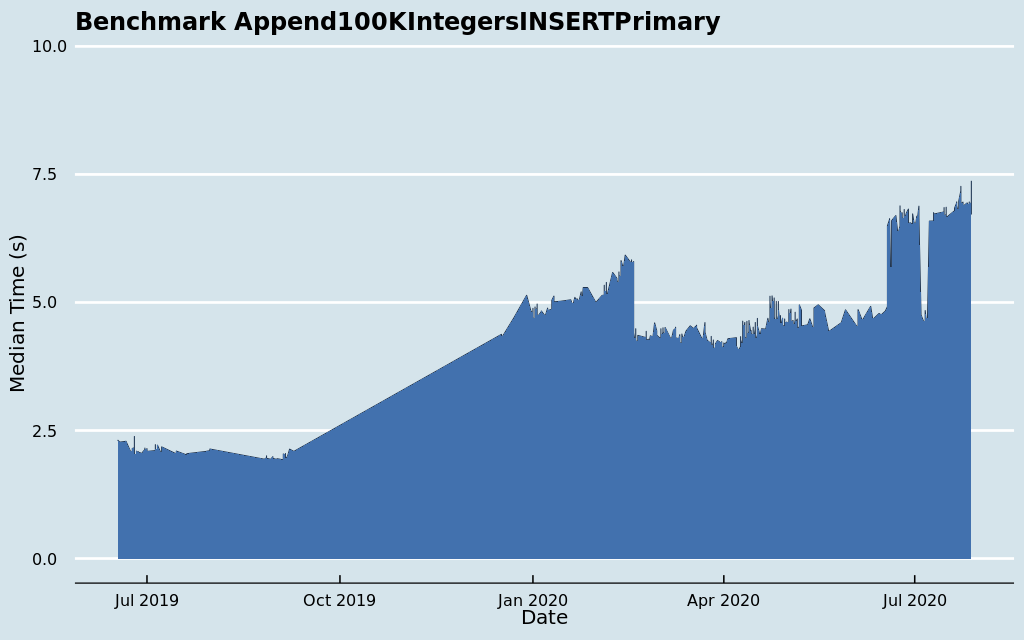 Benchmark Append100KIntegersINSERTPrimary
10.0
7.5
5.0
2.5
0.0
Median Time (s)
Jul 2019
Oct 2019
Jan 2020
Apr 2020
Jul 2020
Date